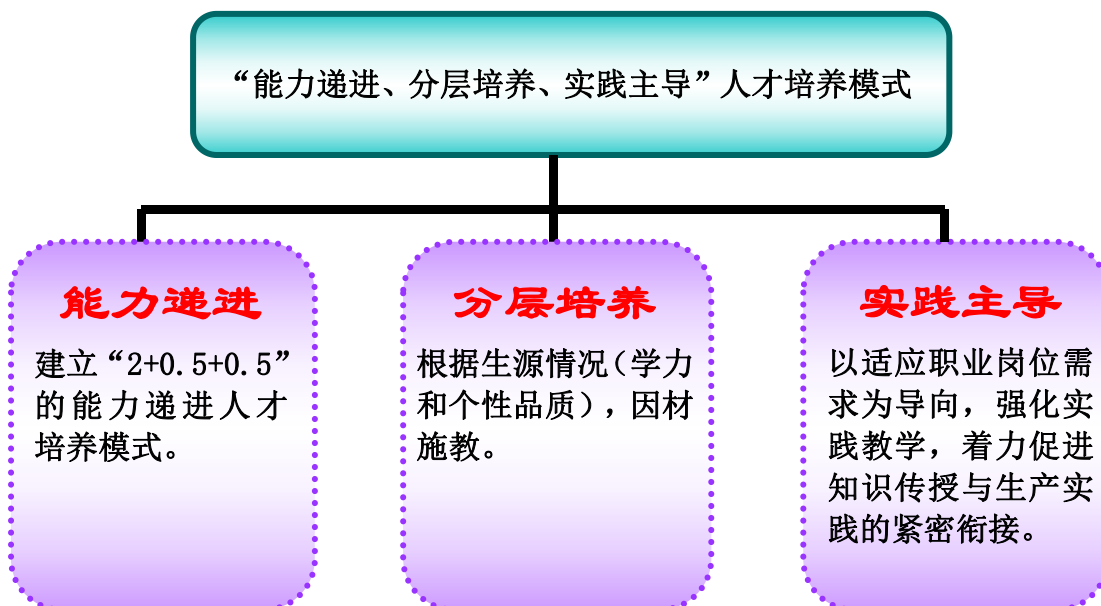 “能力递进、分层培养、实践主导”人才培养模式
能力递进
建立“2+0.5+0.5”
的能力递进人才
培养模式。
分层培养
根据生源情况(学力
和个性品质),因材
施教。
实践主导
以适应职业岗位需
求为导向，强化实
践教学，着力促进
知识传授与生产实
践的紧密衔接。